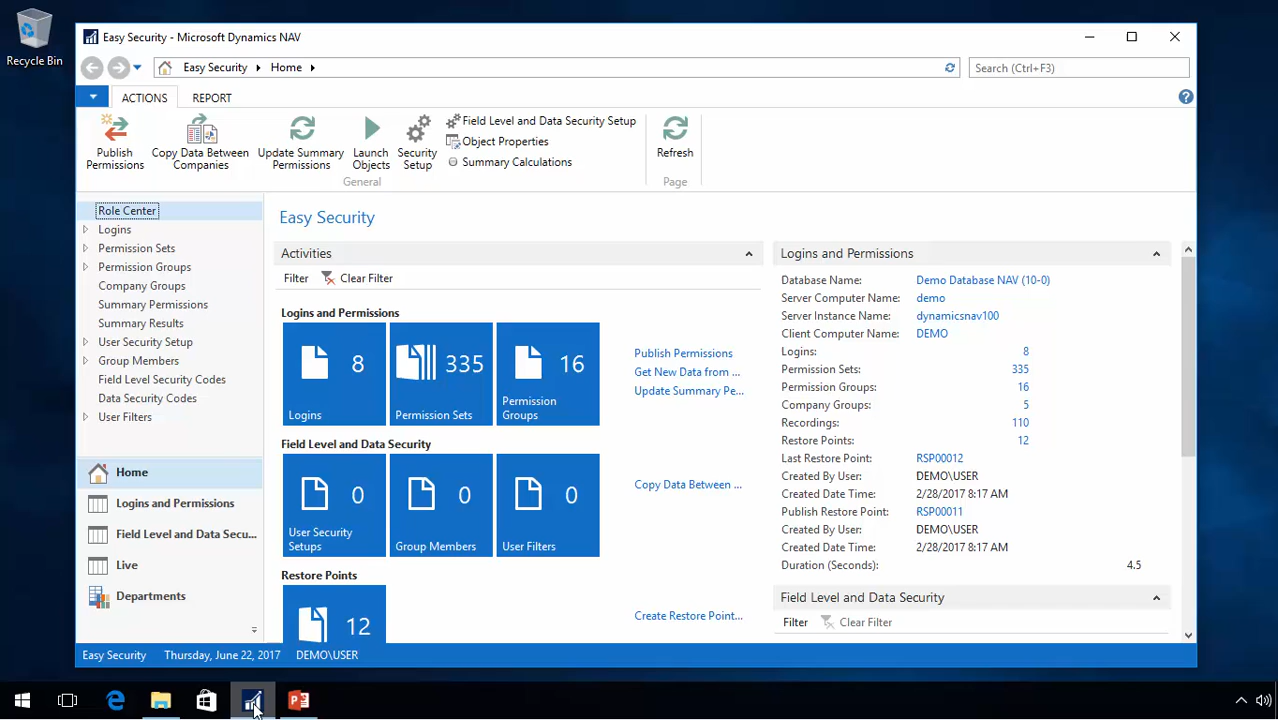 Recycle Bin
Easy Security - Microsoft Dynamics NAV
Easy Security
Home
Search (Ctrl+F3)
ACTIONS
REPORT
Publish
Permissions
Copy Data Between
Companies
Update Summary
Permissions
Launch
Objects
Security
Setup
Field Level and Data Security Setup
Object Properties
Summary Calculations
General
Refresh
Page
Role Center
Logins
Permission Sets
Permission Groups
Company Groups
Summary Permissions
Summary Results
User Security Setup
Group Members
Field Level Security Codes
Data Security Codes
User Filters
Home
Logins and Permissions
Field Level and Data Secu...
Live
Departments
Easy Security
Activities
Filter
Clear Filter
Logins and Permissions
8
Logins
335
Permission Sets
16
Permission
Groups
Publish Permissions
Get New Data from ...
Update Summary Pe...
Field Level and Data Security
0
User Security
Setups
0
Group Members
0
User Filters
Copy Data Between ...
Restore Points
12
Create Restore Point...
Logins and Permissions
Database Name: Demo Database NAV (10-0)
Server Computer Name: demo
Server Instance Name: dynamicsnav100
Client Computer Name: DEMO
Logins: 8
Permission Sets: 335
Permission Groups: 16
Company Groups: 5
Recordings: 110
Restore Points: 12
Last Restore Point: RSP00012
Created By User: DEMO\USER
Created Date Time: 2/28/2017 8:17 AM
Publish Restore Point: RSP00011
Created By User: DEMO\USER
Created Date Time: 2/28/2017 8:17 AM
Duration (Seconds): 4.5
Field Level and Data Security
Filter
Clear Filter
Easy Security
Thursday, June 22, 2017
DEMO\USER